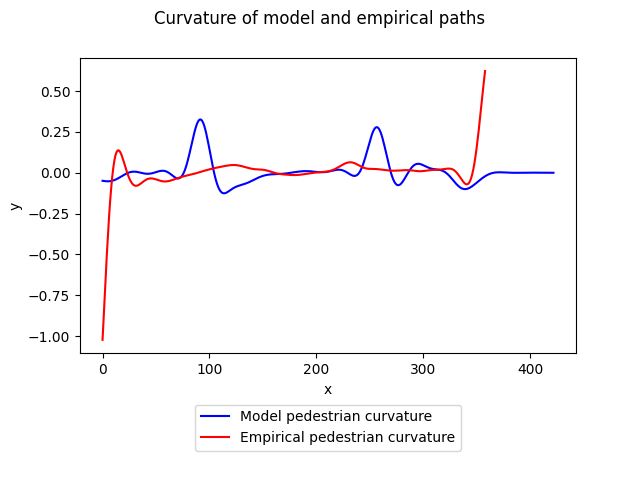 Curvature of model and empirical paths
0.50
0.25
0.00
−0.25
−0.50
−0.75
−1.00
y
0 100 200 300 400
x
Model pedestrian curvature
Empirical pedestrian curvature